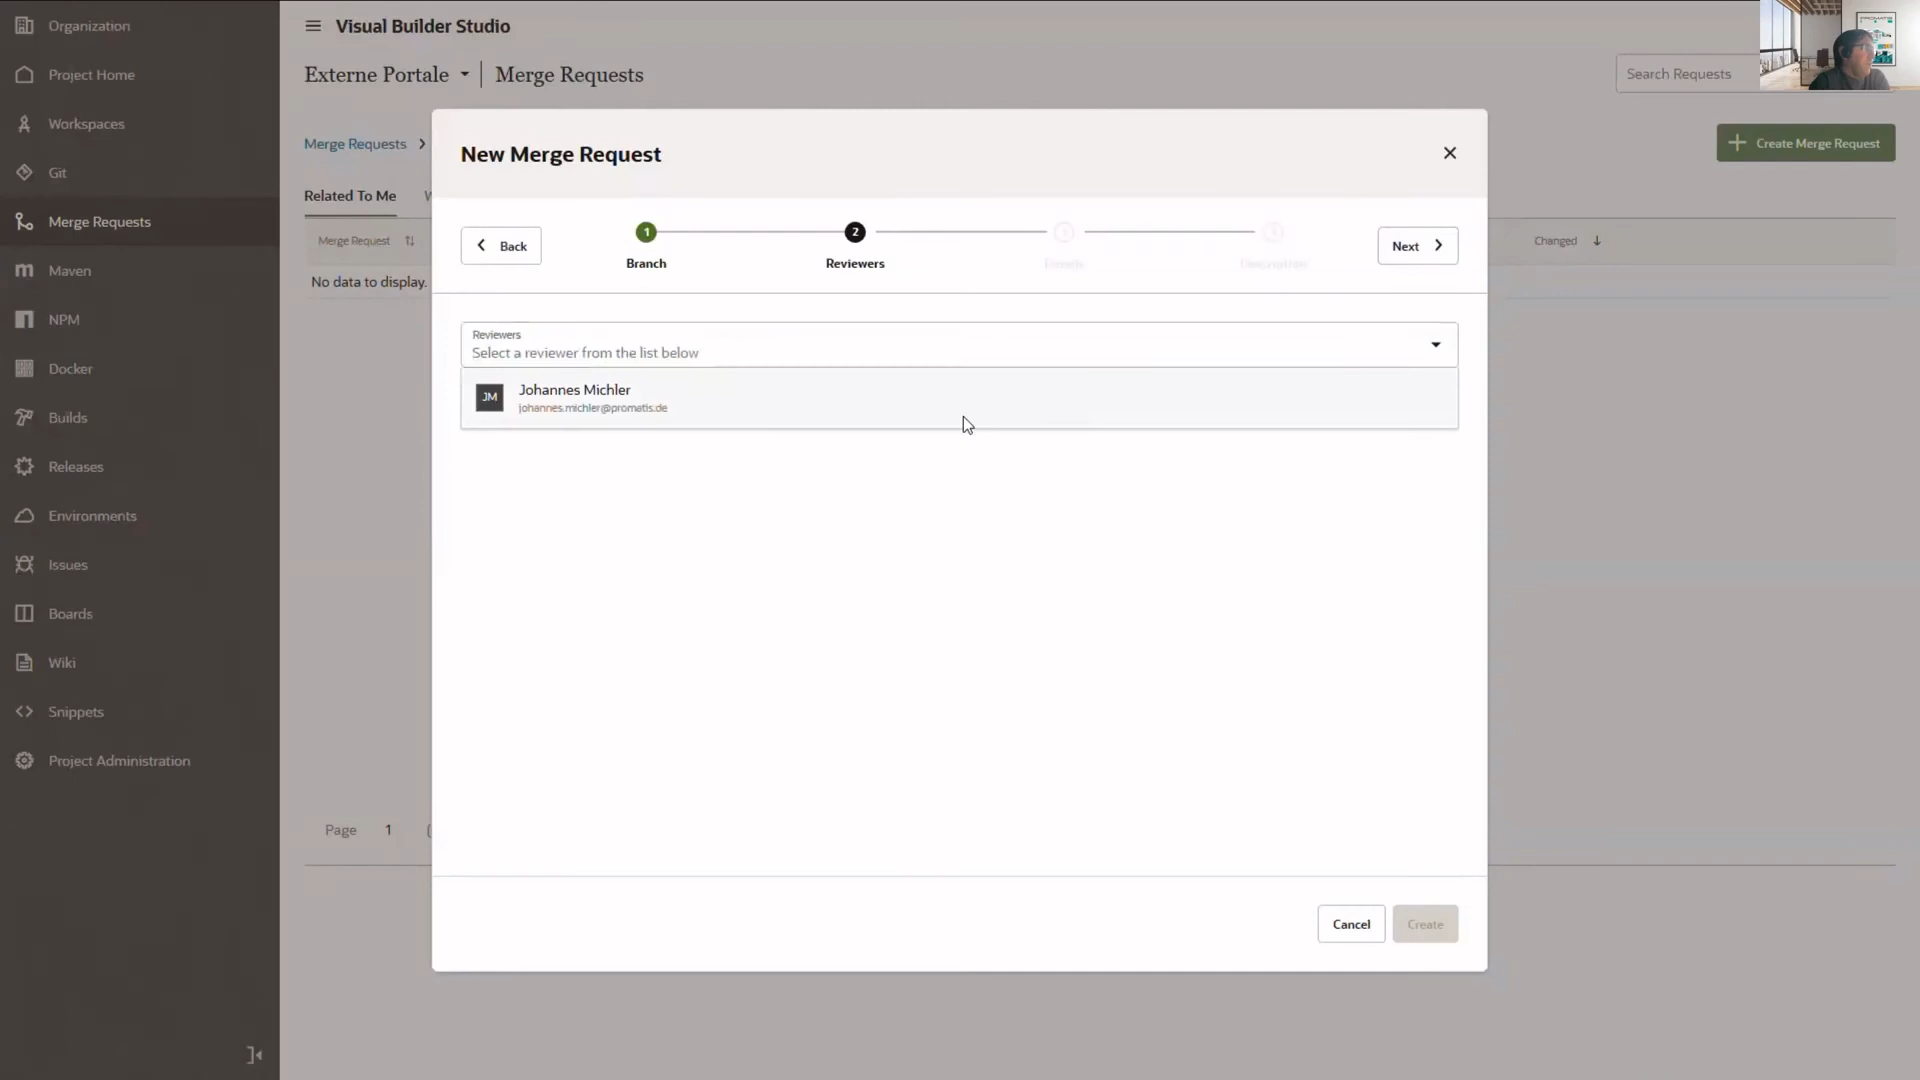 Organization
Project Home
Workspaces
Git
Merge Requests
Maven
NPM
Docker
Builds
Releases
Environments
Issues
Boards
Wiki
Snippets
Project Administration
Visual Builder Studio
Externe Portale
Merge Requests
Search Requests
Merge Requests
Create Merge Request
Related To Me
W
Merge Request
Changed
No data to display.
Page 1 (
New Merge Request
Back
1
2
Branch
Reviewers
Description
Next
Reviewers
Select a reviewer from the list below
JM
Johannes Michler
johannes.michler@promatis.de
Cancel
Create
PROMATIS